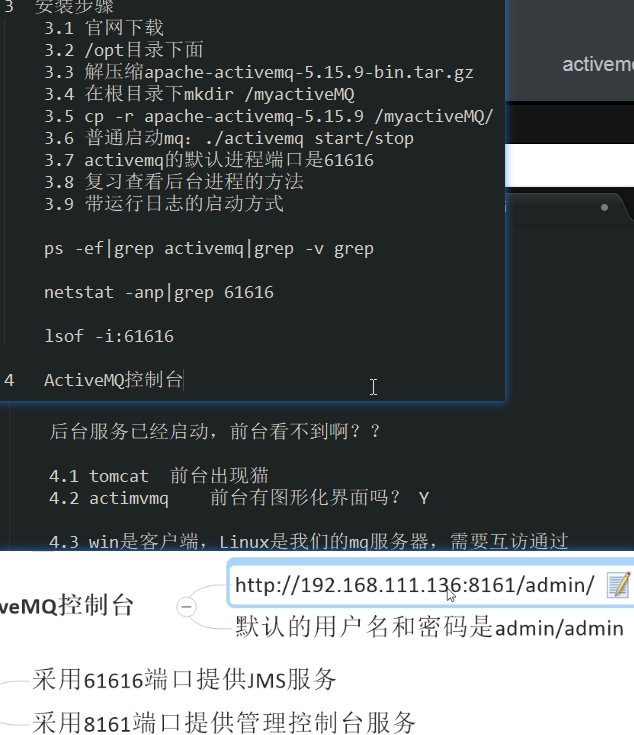 3 安装步骤
3.1 官网下载
3.2 /opt目录下面
3.3 解压缩apache-activemq-5.15.9-bin.tar.gz
3.4 在根目录下mkdir /myactiveMQ
3.5 cp -r apache-activemq-5.15.9 /myactiveMQ/
3.6 普通启动mq：./activemq start/stop
3.7 activemq的默认进程端口是61616
3.8 复习查看后台进程的方法
3.9 带运行日志的启动方式
activem
ps -ef|grep activemq|grep -v grep
netstat -anp|grep 61616
lsof -i:61616
4 ActiveMQ控制台
后台服务已经启动，前台看不到啊？？
4.1 tomcat 前台出现猫
4.2 actimvmq 前台有图形化界面吗？ Y
4.3 win是客户端，Linux是我们的mq服务器，需要互访通过
http://192.168.111.136:8161/admin/
veMQ控制台
默认的用户名和密码是admin/admin
采用61616端口提供JMS服务
采用8161端口提供管理控制台服务